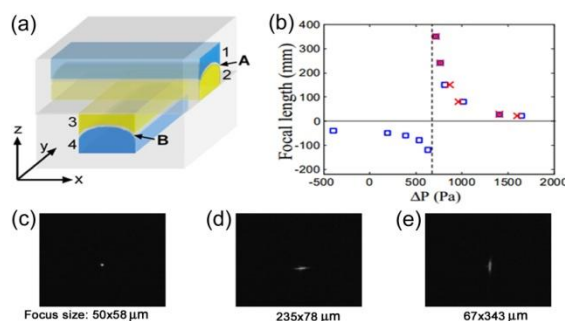 (a)
1
A
2
3
4
B
z
y
x
(b)
Focal length (mm)
400
300
200
100
0
-100
-200
-500
0
500
1000
1500
2000
ΔP (Pa)
(c)
(d)
(e)
Focus size: 50x58 μm
235x78 μm
67x343 μm